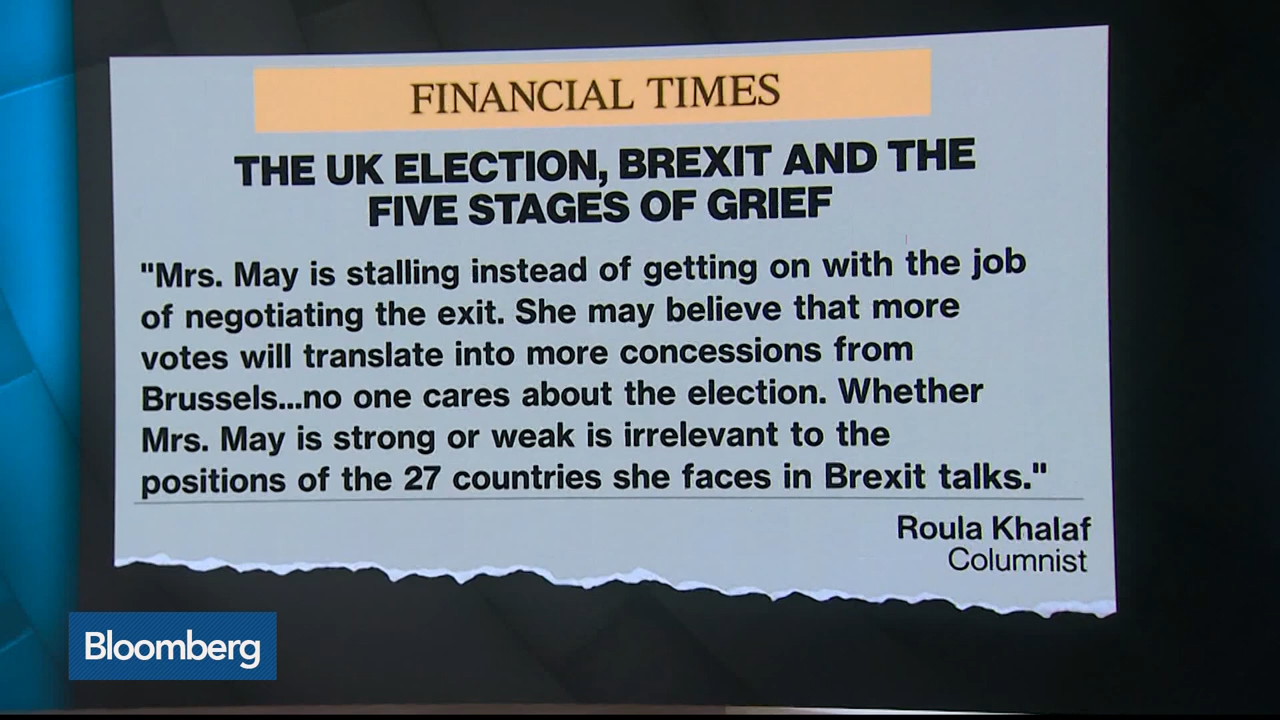 FINANCIAL TIMES
THE UK ELECTION, BREXIT AND THE
FIVE STAGES OF GRIEF
"Mrs. May is stalling instead of getting on with the job
of negotiating the exit. She may believe that more
votes will translate into more concessions from
Brussels...no one cares about the election. Whether
Mrs. May is strong or weak is irrelevant to the
positions of the 27 countries she faces in Brexit talks."
Roula Khalaf
Columnist
Bloomberg